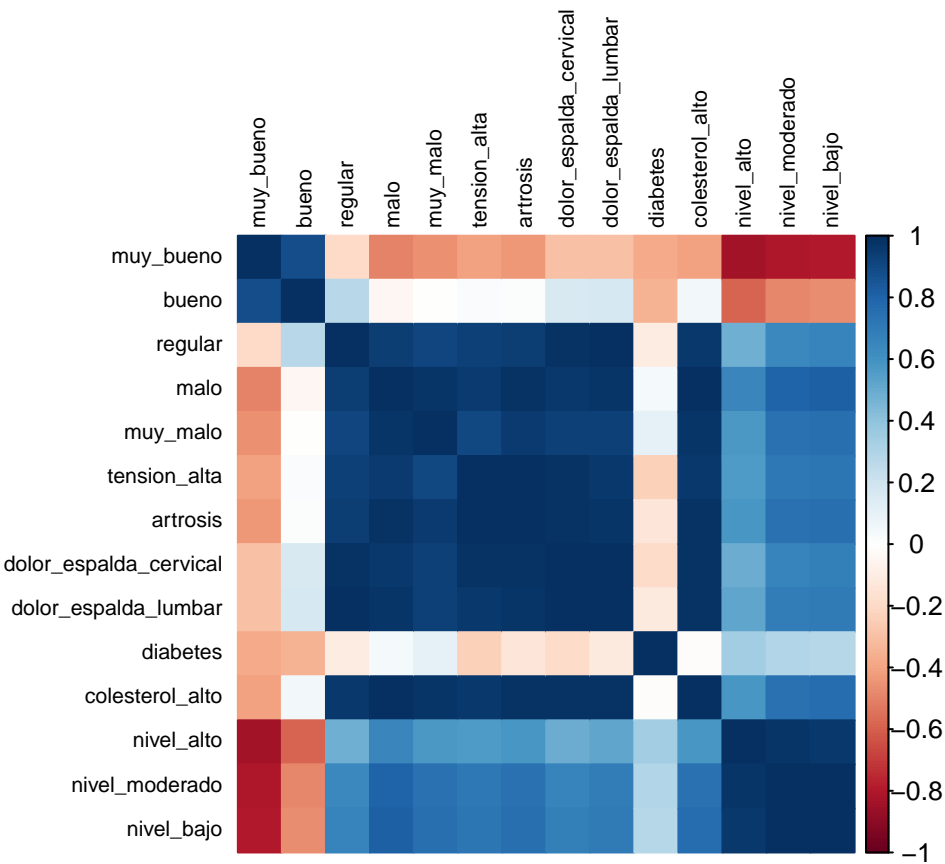 muy_bueno
bueno
regular
malo
muy_malo
tension_alta
artrosis
dolor_espalda_cervical
dolor_espalda_lumbar
diabetes
colesterol_alto
nivel_alto
nivel_moderado
nivel_bajo
muy_bueno
bueno
regular
malo
muy_malo
tension_alta
artrosis
dolor_espalda_cervical
dolor_espalda_lumbar
diabetes
colesterol_alto
nivel_alto
nivel_moderado
nivel_bajo
1
0.8
0.6
0.4
0.2
0
−0.2
−0.4
−0.6
−0.8
−1